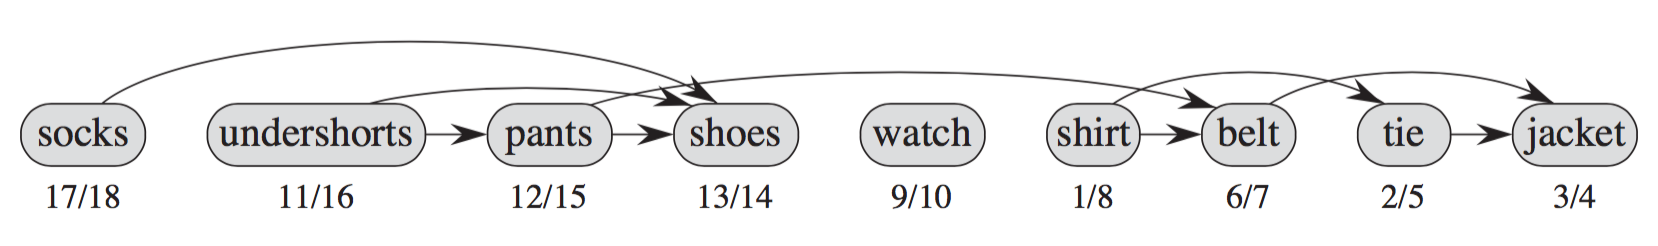 socks undershorts pants shoes watch shirt belt tie jacket
17/18 11/16 12/15 13/14 9/10 1/8 6/7 2/5 3/4